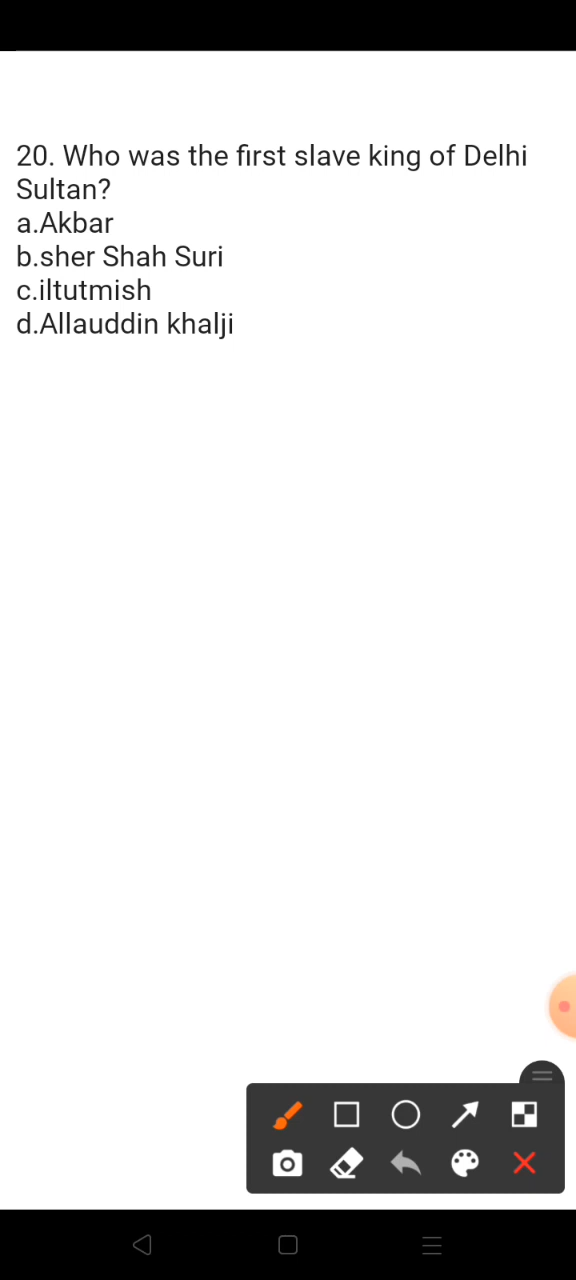 20. Who was the first slave king of Delhi
Sultan?
a.Akbar
b.sher Shah Suri
c.iltutmish
d.Allauddin khalji